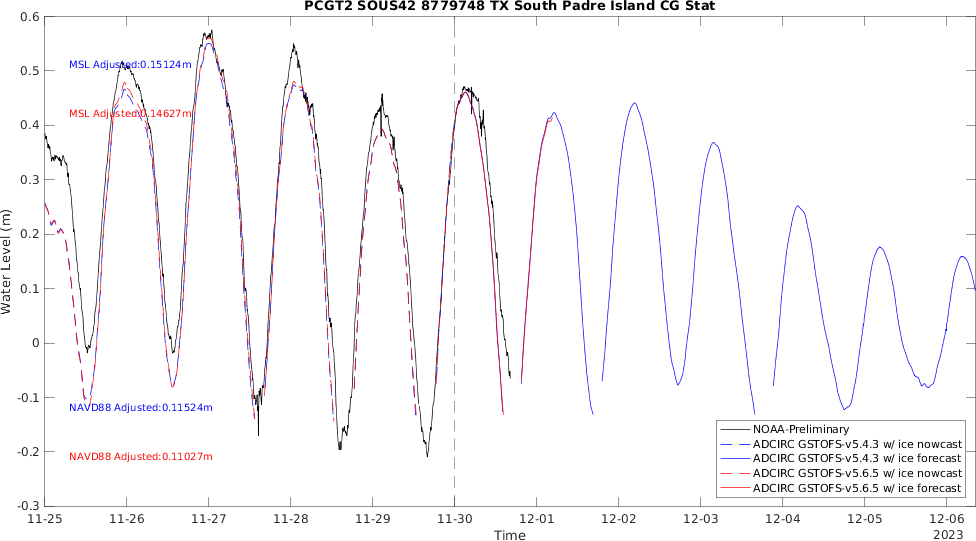 PCGT2 SOUS42 8779748 TX South Padre Island CG Stat
0.6
0.5
0.4
0.3
0.2
0.1
0
-0.1
-0.2
-0.3
Water Level (m)
MSL Adjusted:0.15124m
MSL Adjusted:0.14627m
NAVD88 Adjusted:0.11524m
NAVD88 Adjusted:0.11027m
NOAA-Preliminary
ADCIRC GSTOFS-v5.4.3 w/ ice nowcast
ADCIRC GSTOFS-v5.4.3 w/ ice forecast
ADCIRC GSTOFS-v5.6.5 w/ ice nowcast
ADCIRC GSTOFS-v5.6.5 w/ ice forecast
11-25 11-26 11-27 11-28 11-29 11-30 12-01 12-02 12-03 12-04 12-05 12-06
Time
2023